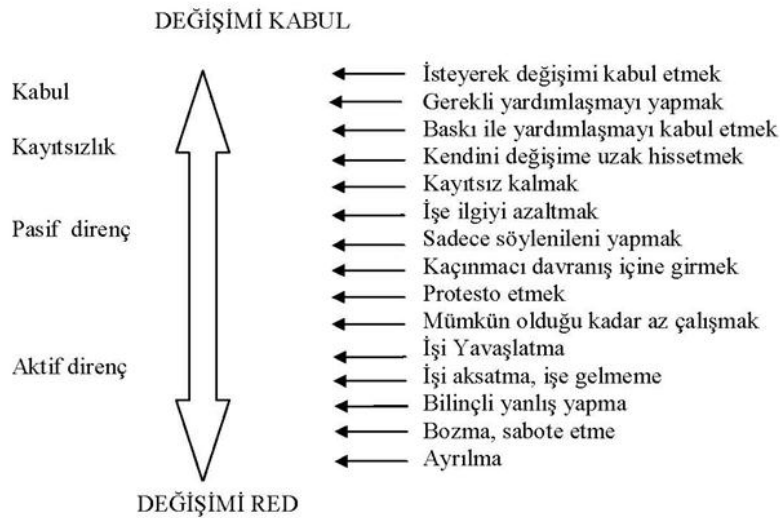 DEĞİŞİMİ KABUL
Kabul
Kayıtsızlık
Pasif direnç
Aktif direnç
İsteyerek değişimi kabul etmek
Gerekli yardımlaşmayı yapmak
Baskı ile yardımlaşmayı kabul etmek
Kendini değişime uzak hissetmek
Kayıtsız kalmak
İşe ilgiyi azaltmak
Sadece söylenileni yapmak
Kaçınmacı davranış içine girmek
Protesto etmek
Mümkün olduğu kadar az çalışmak
İşi Yavaşlatma
İşi aksatma, işe gelmeme
Bilinçli yanlış yapma
Bozma, sabote etme
Ayrılma
DEĞİŞİMİ RED